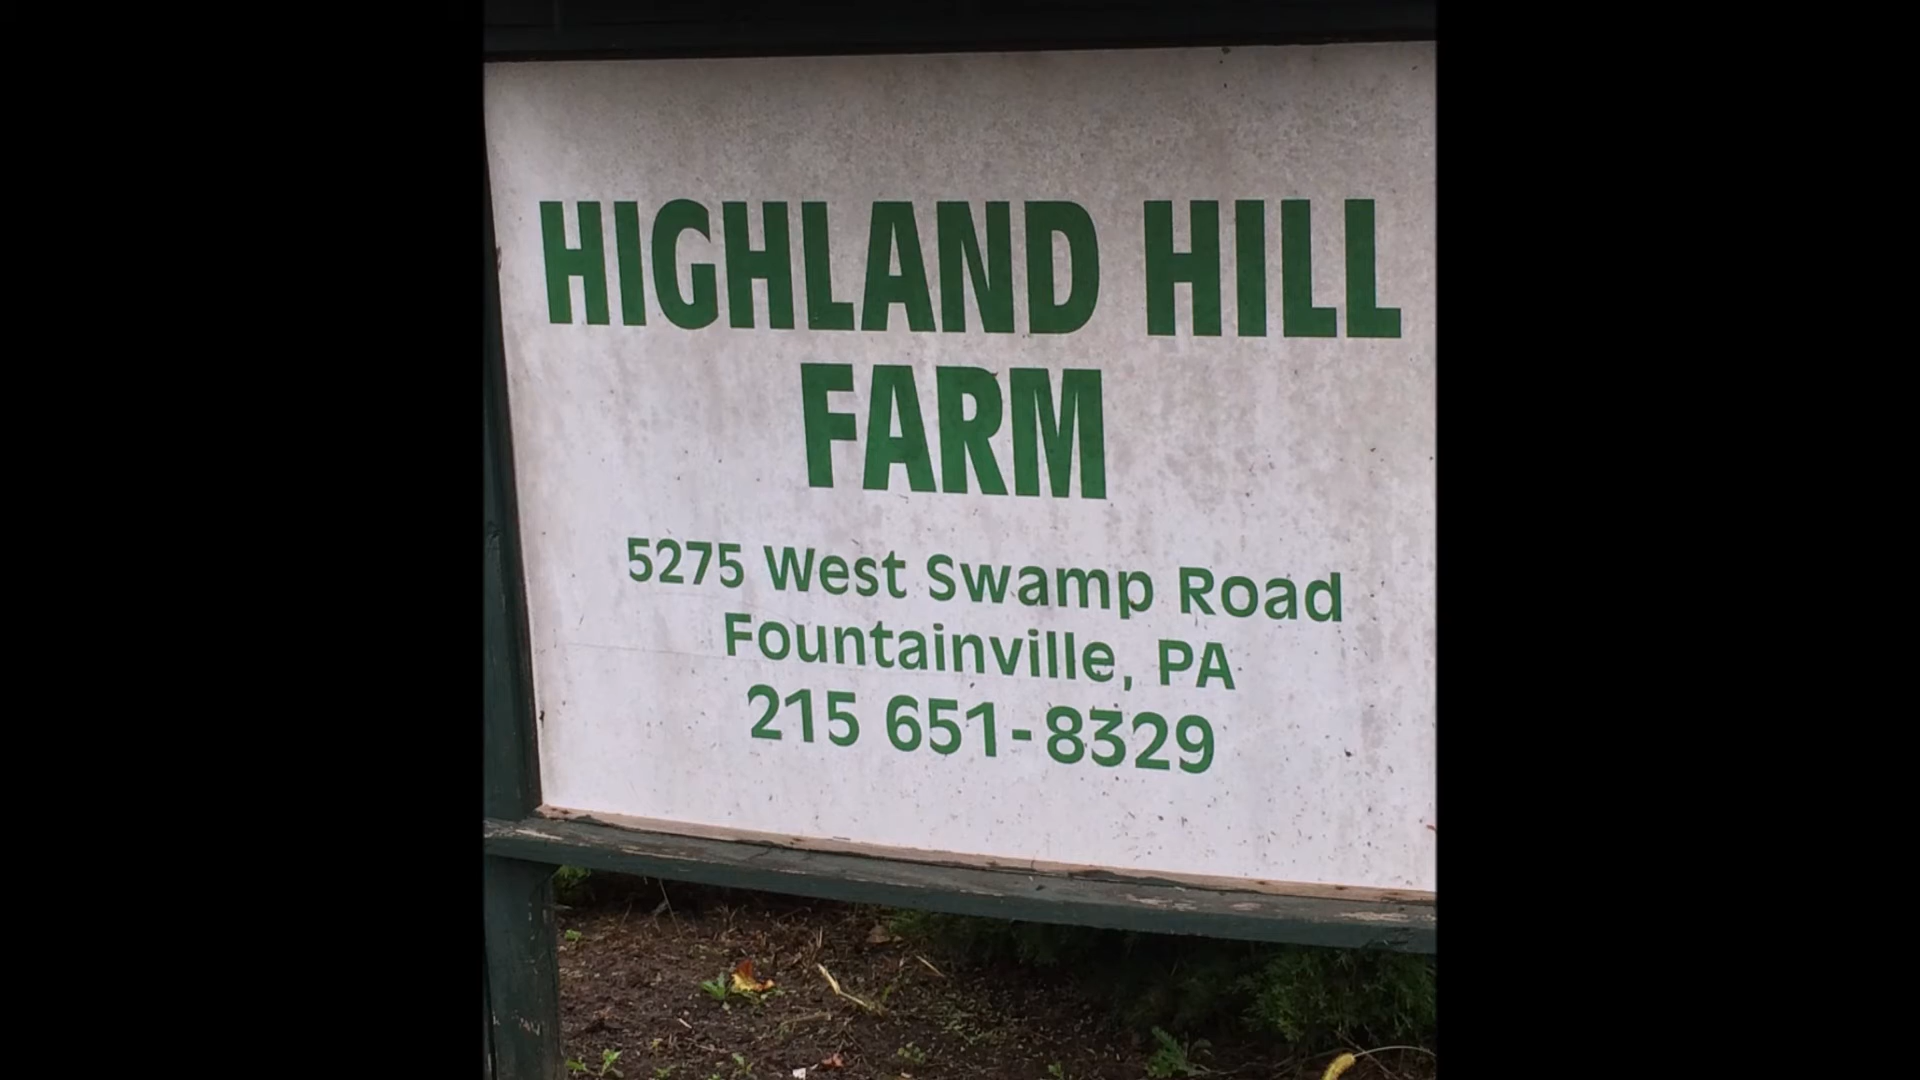 HIGHLAND HILL
FARM
5275 West Swamp Road
Fountainville, PA
215 651-8329